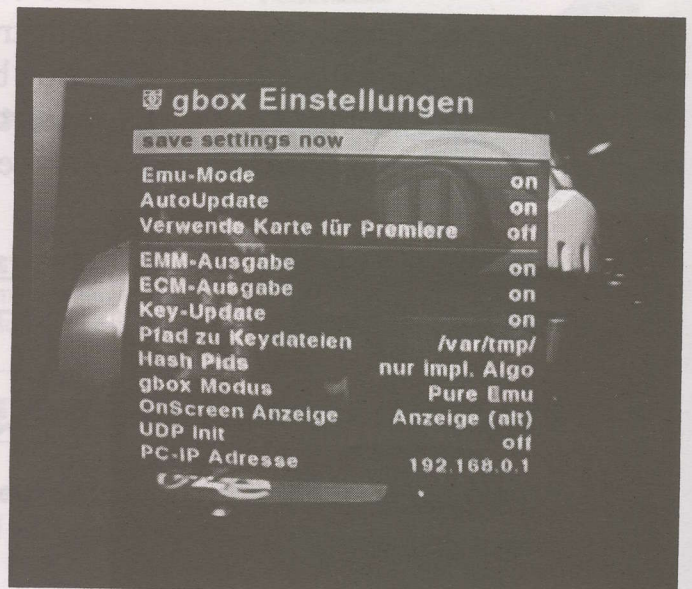 gbox Einstellungen
save settings now
Emu-Mode on
AutoUpdate on
Verwende Karte für Premiere off
EMM-Ausgabe on
ECM-Ausgabe on
Key-Update on
Pfad zu Keydateien /var/tmp/
Hash Pids nur impl. Algo
gbox Modus Pure Emu
OnScreen Anzeige Anzeige (alt)
UDP Init off
PC-IP Adresse 192.168.0.1